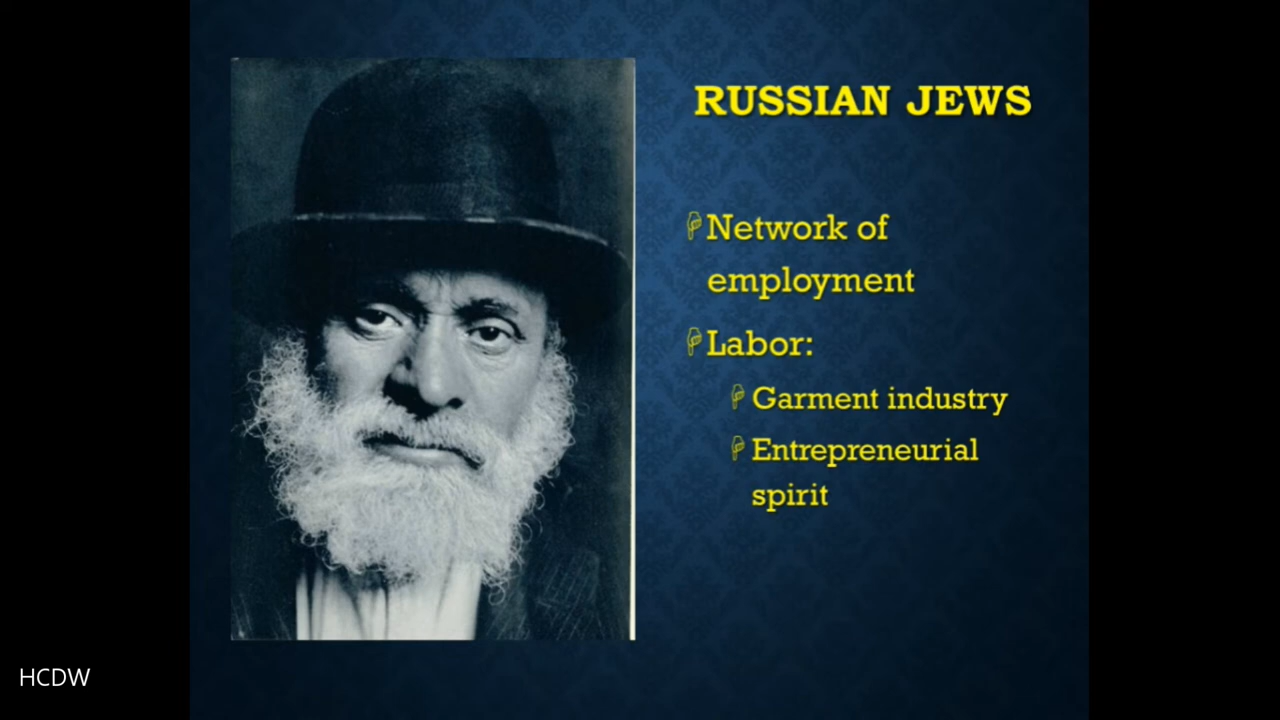 RUSSIAN JEWS
Network of
employment
Labor:
Garment industry
Entrepreneurial
spirit
HCDW